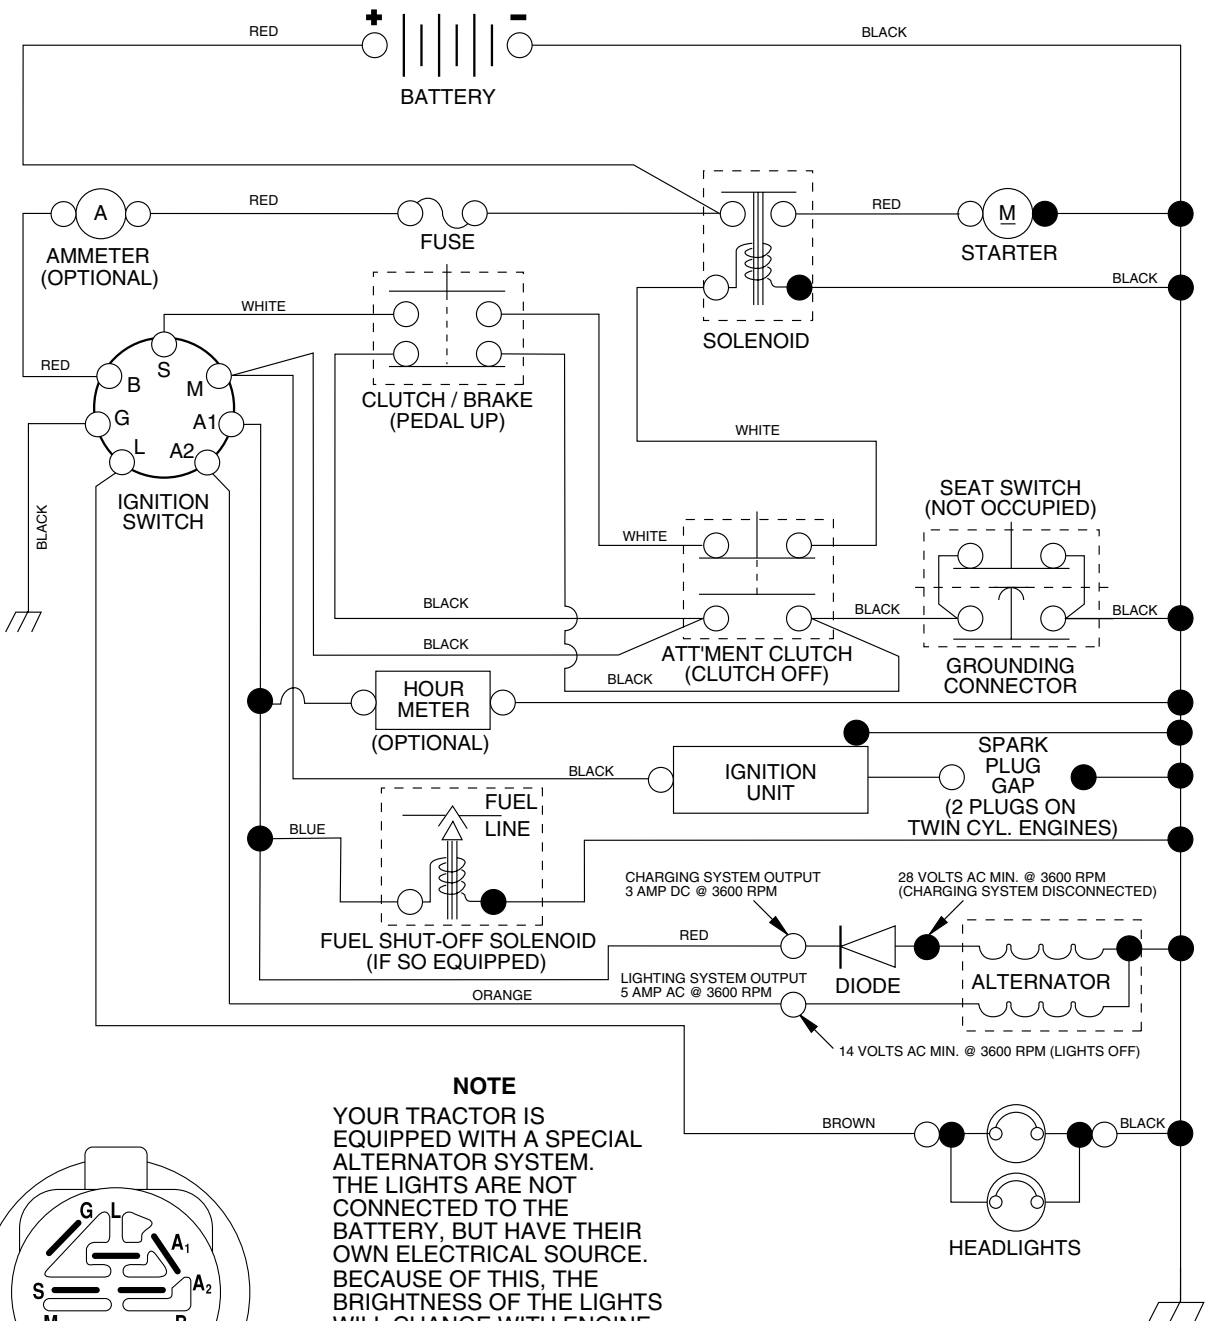 RED
+
-
BLACK
BATTERY
RED
A
AMMETER
(OPTIONAL)
FUSE
RED
M
STARTER
BLACK
SOLENOID
WHITE
RED
S
B
M
G
A1
L
A2
IGNITION
SWITCH
BLACK
CLUTCH / BRAKE
(PEDAL UP)
WHITE
SEAT SWITCH
(NOT OCCUPIED)
WHITE
BLACK
BLACK
BLACK
BLACK
ATT'MENT CLUTCH
(CLUTCH OFF)
BLACK
GROUNDING
CONNECTOR
HOUR
METER
(OPTIONAL)
BLACK
IGNITION
UNIT
SPARK
PLUG
GAP
(2 PLUGS ON
TWIN CYL. ENGINES)
BLUE
FUEL
LINE
FUEL SHUT-OFF SOLENOID
(IF SO EQUIPPED)
CHARGING SYSTEM OUTPUT
3 AMP DC @ 3600 RPM
28 VOLTS AC MIN. @ 3600 RPM
(CHARGING SYSTEM DISCONNECTED)
RED
DIODE
ALTERNATOR
LIGHTING SYSTEM OUTPUT
5 AMP AC @ 3600 RPM
ORANGE
14 VOLTS AC MIN. @ 3600 RPM (LIGHTS OFF)
BROWN
BLACK
HEADLIGHTS
NOTE
YOUR TRACTOR IS
EQUIPPED WITH A SPECIAL
ALTERNATOR SYSTEM.
THE LIGHTS ARE NOT
CONNECTED TO THE
BATTERY, BUT HAVE THEIR
OWN ELECTRICAL SOURCE.
BECAUSE OF THIS, THE
BRIGHTNESS OF THE LIGHTS
WILL CHANGE WITH ENGINE
G
L
A1
A2
S
M
B